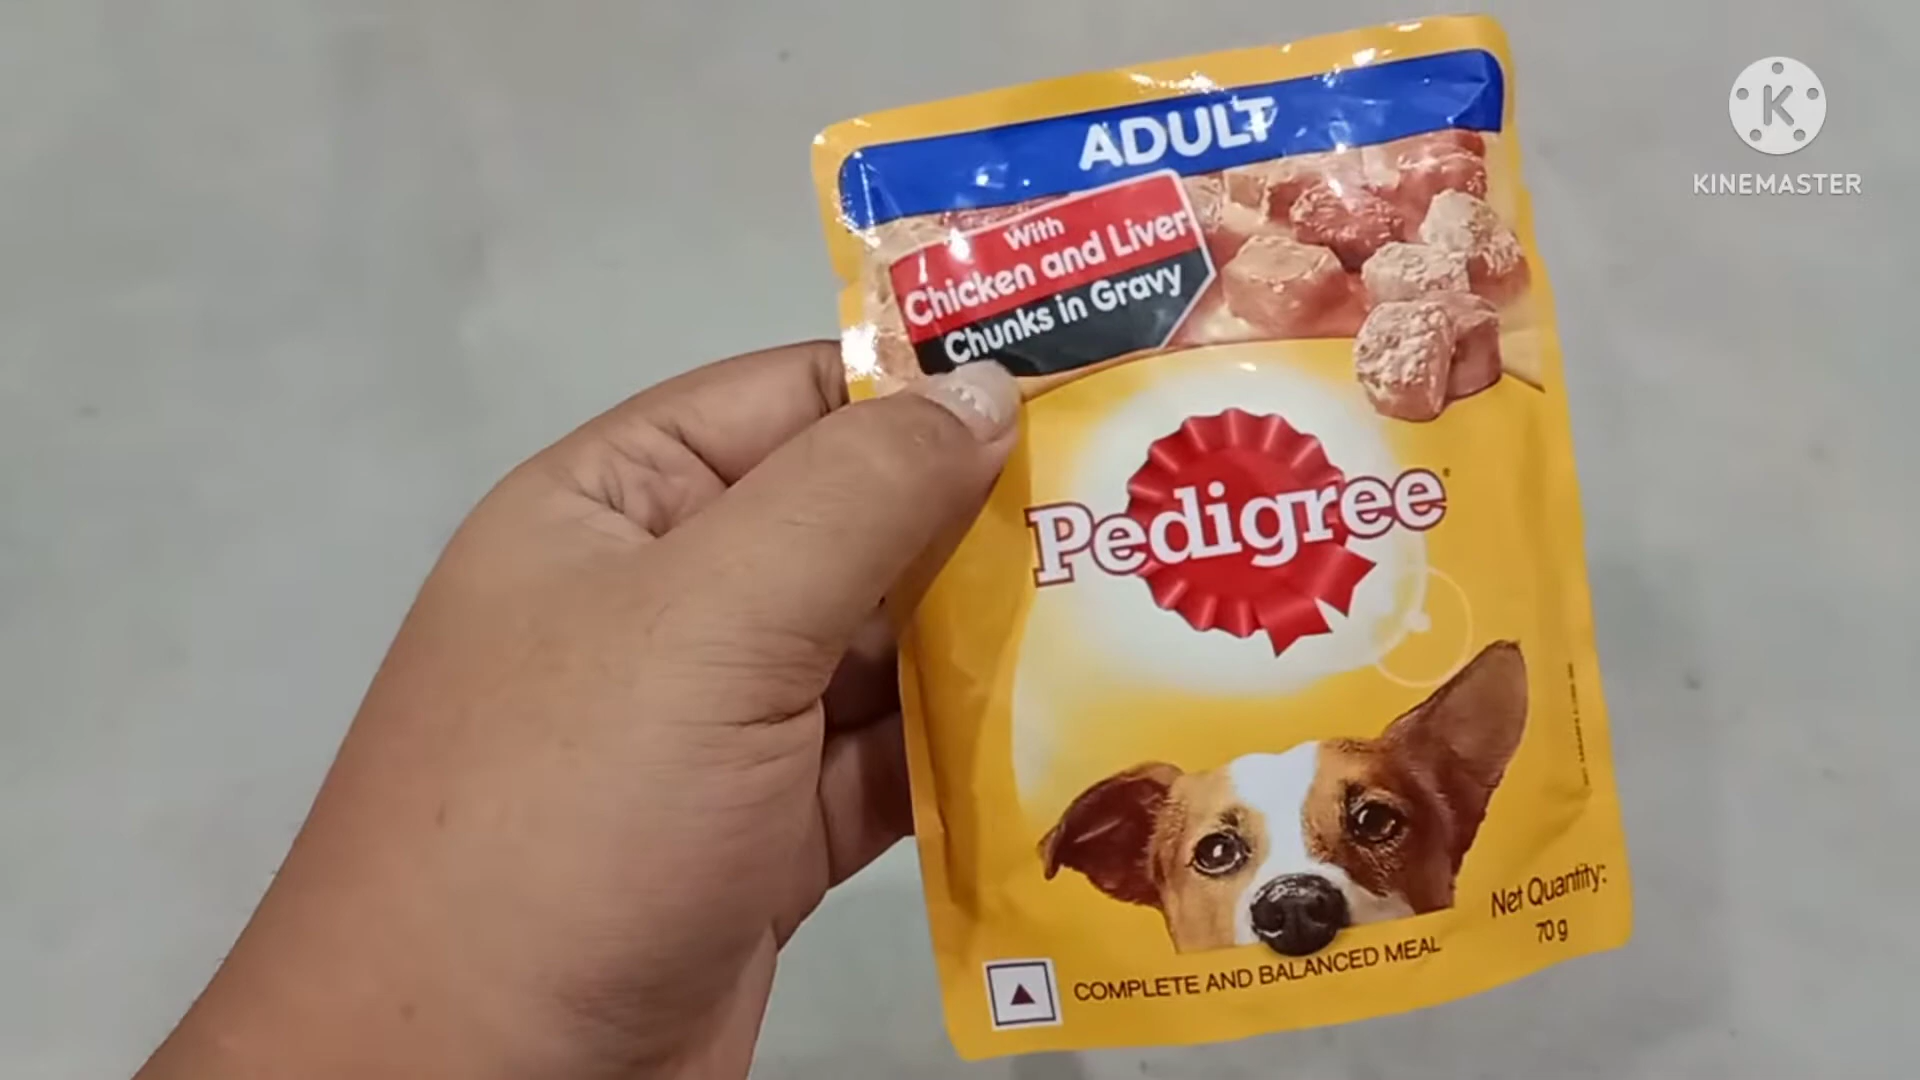 ADULT
With
Chicken and Liver
Chunks in Gravy
Pedigree
Net Quantity:
70 g
COMPLETE AND BALANCED MEAL
K
KINEMASTER